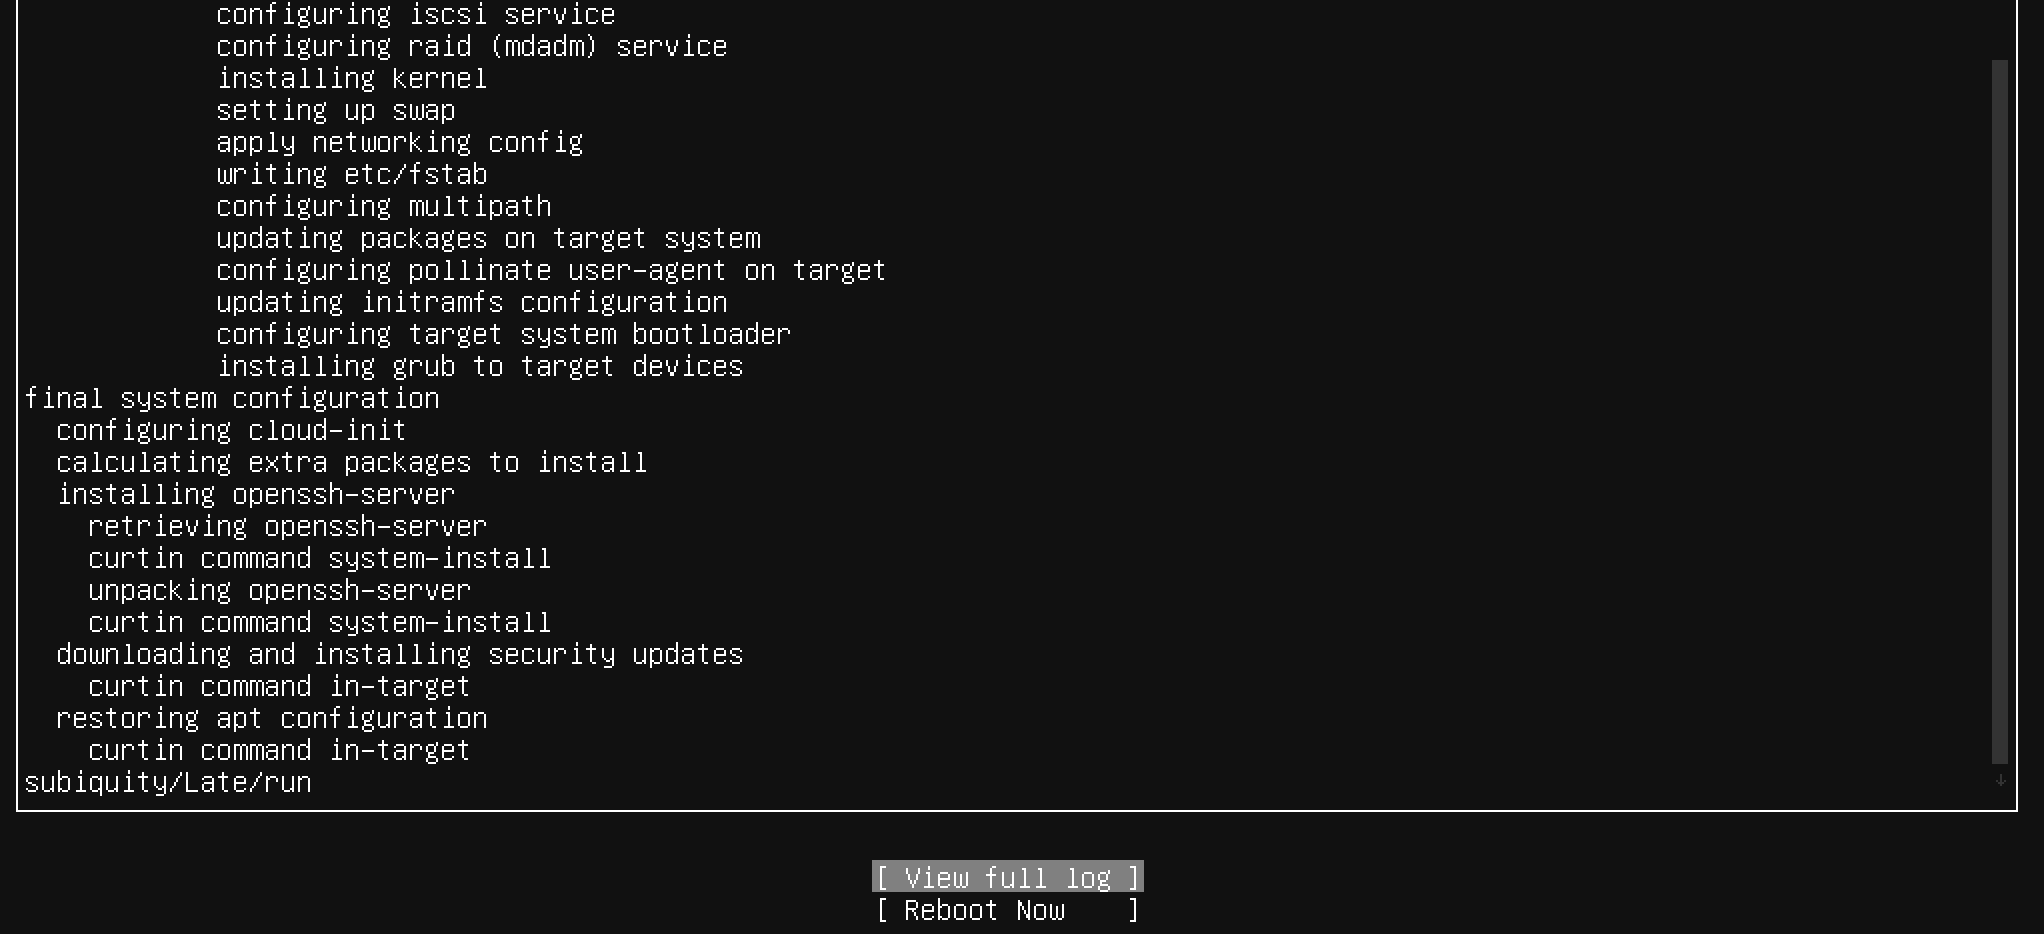 configuring iscsi service
configuring raid (mdadm) service
installing kernel
setting up swap
apply networking config
writing etc/fstab
configuring multipath
updating packages on target system
configuring pollinate user-agent on target
updating initramfs configuration
configuring target system bootloader
installing grub to target devices
final system configuration
configuring cloud-init
calculating extra packages to install
installing openssh-server
retrieving openssh-server
curtin command system-install
unpacking openssh-server
curtin command system-install
downloading and installing security updates
curtin command in-target
restoring apt configuration
curtin command in-target
subiquity/Late/run
[ View full log ]
[ Reboot Now ]